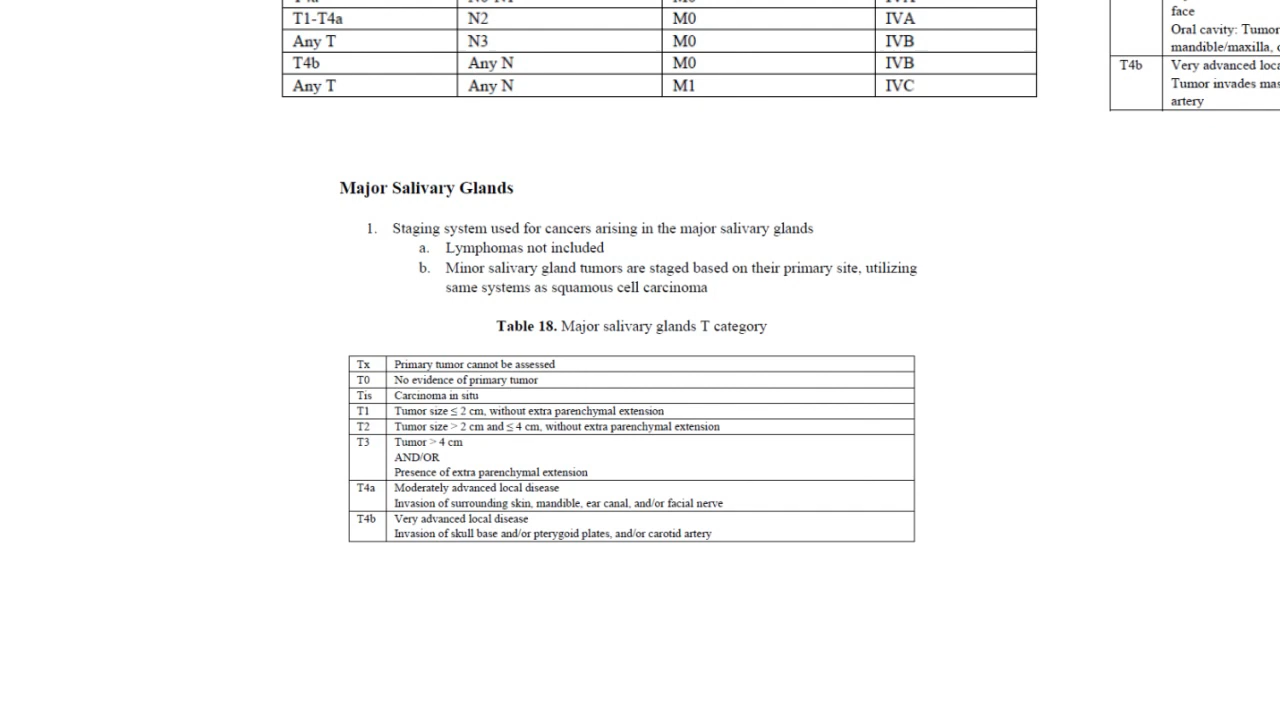 T1-T4a N2 M0 IVA
Any T N3 M0 IVB
T4b Any N M0 IVB
Any T Any N M1 IVC
face
Oral cavity: Tumor
mandible/maxilla,
T4b Very advanced loca
Tumor invades mas
artery
Major Salivary Glands
1. Staging system used for cancers arising in the major salivary glands
a. Lymphomas not included
b. Minor salivary gland tumors are staged based on their primary site, utilizing
same systems as squamous cell carcinoma
Table 18. Major salivary glands T category
Tx Primary tumor cannot be assessed
T0 No evidence of primary tumor
Tis Carcinoma in situ
T1 Tumor size ≤ 2 cm, without extra parenchymal extension
T2 Tumor size > 2 cm and ≤ 4 cm, without extra parenchymal extension
T3 Tumor > 4 cm
AND/OR
Presence of extra parenchymal extension
T4a Moderately advanced local disease
Invasion of surrounding skin, mandible, ear canal, and/or facial nerve
T4b Very advanced local disease
Invasion of skull base and/or pterygoid plates, and/or carotid artery